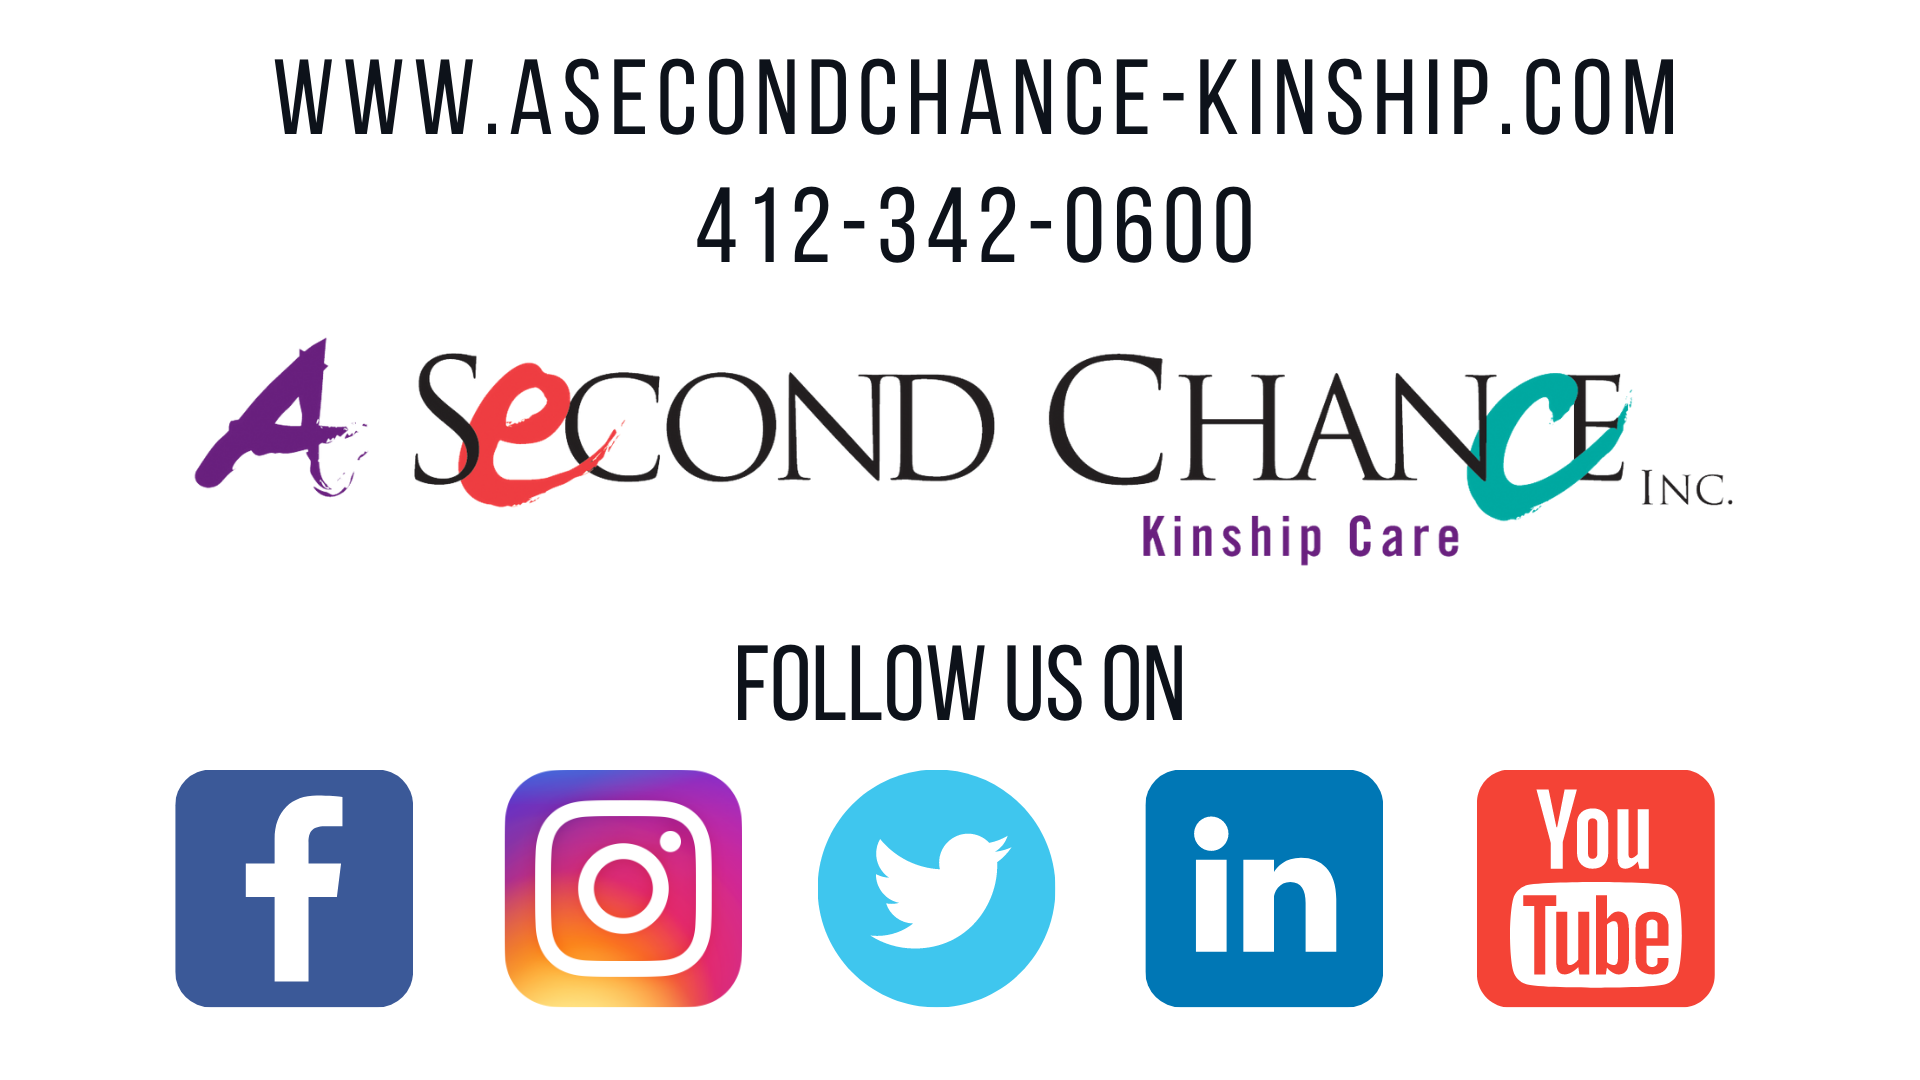 WWW.ASECONDCHANCE-KINSHIP.COM
412-342-0600
A SECOND CHANCE INC.
Kinship Care
FOLLOW US ON
f
in
You
Tube